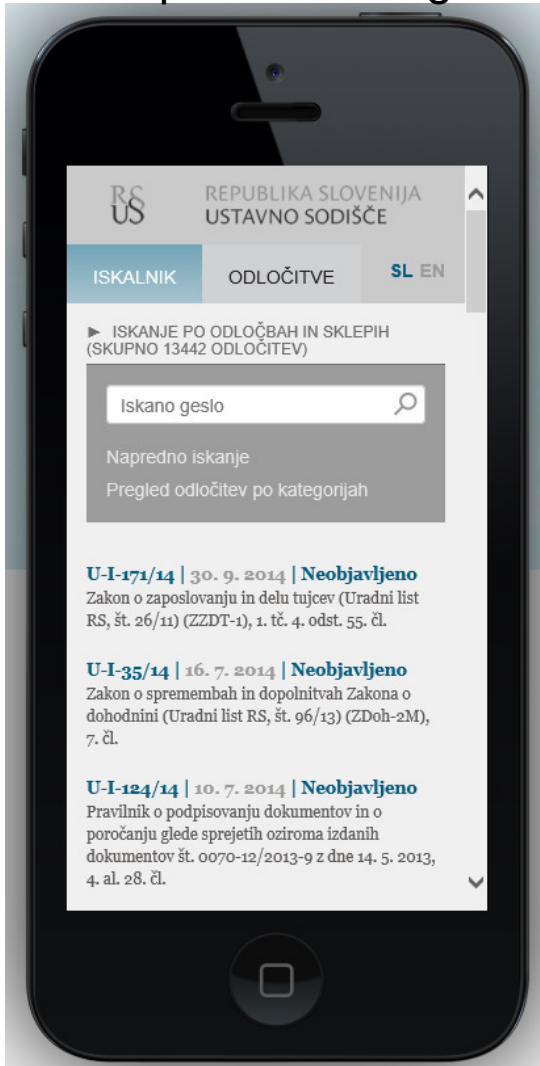 RS REPUBLIKA SLOVENIJA
US USTAVNO SODIŠČE
ISKALNIK ODLOČITVE SL EN
► ISKANJE PO ODLOČBAH IN SKLEPIH
(SKUPNO 13442 ODLOČITEV)
Iskano geslo
Napredno iskanje
Pregled odločitev po kategorijah
U-I-171/14 | 30. 9. 2014 | Neobjavljeno
Zakon o zaposlovanju in delu tujcev (Uradni list
RS, št. 26/11) (ZZDT-1), 1. tč. 4. odst. 55. čl.
U-I-35/14 | 16. 7. 2014 | Neobjavljeno
Zakon o spremembah in dopolnitvah Zakona o
dohodnini (Uradni list RS, št. 96/13) (ZDoh-2M),
7. čl.
U-I-124/14 | 10. 7. 2014 | Neobjavljeno
Pravilnik o podpisovanju dokumentov in o
poročanju glede sprejetih oziroma izdanih
dokumentov št. 0070-12/2013-9 z dne 14. 5. 2013,
4. al. 28. čl.